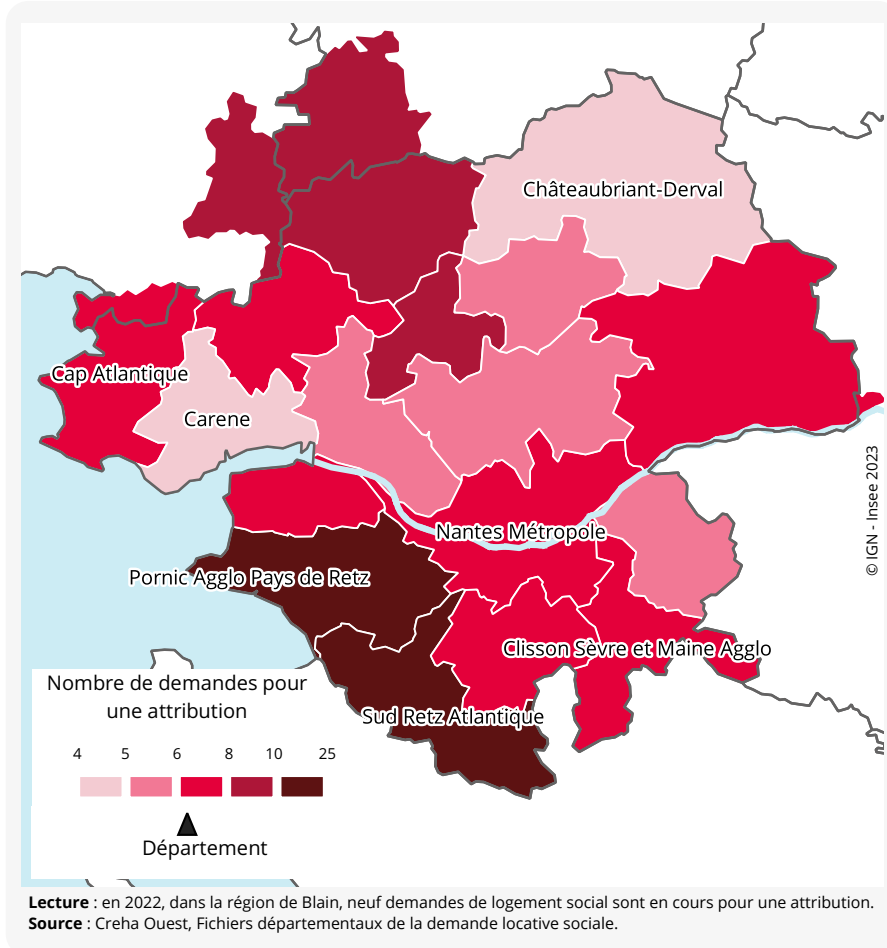 Châteaubriant-Derval
Cap Atlantique
Carene
© IGN - Insee 2023
Nantes Métropole
Pornic Agglo Pays de Retz
Clisson Sèvre et Maine Agglo
Sud Retz Atlantique
Nombre de demandes pour
une attribution
4 5 6 8 10 25
Département
Lecture : en 2022, dans la région de Blain, neuf demandes de logement social sont en cours pour une attribution.
Source : Creha Ouest, Fichiers départementaux de la demande locative sociale.